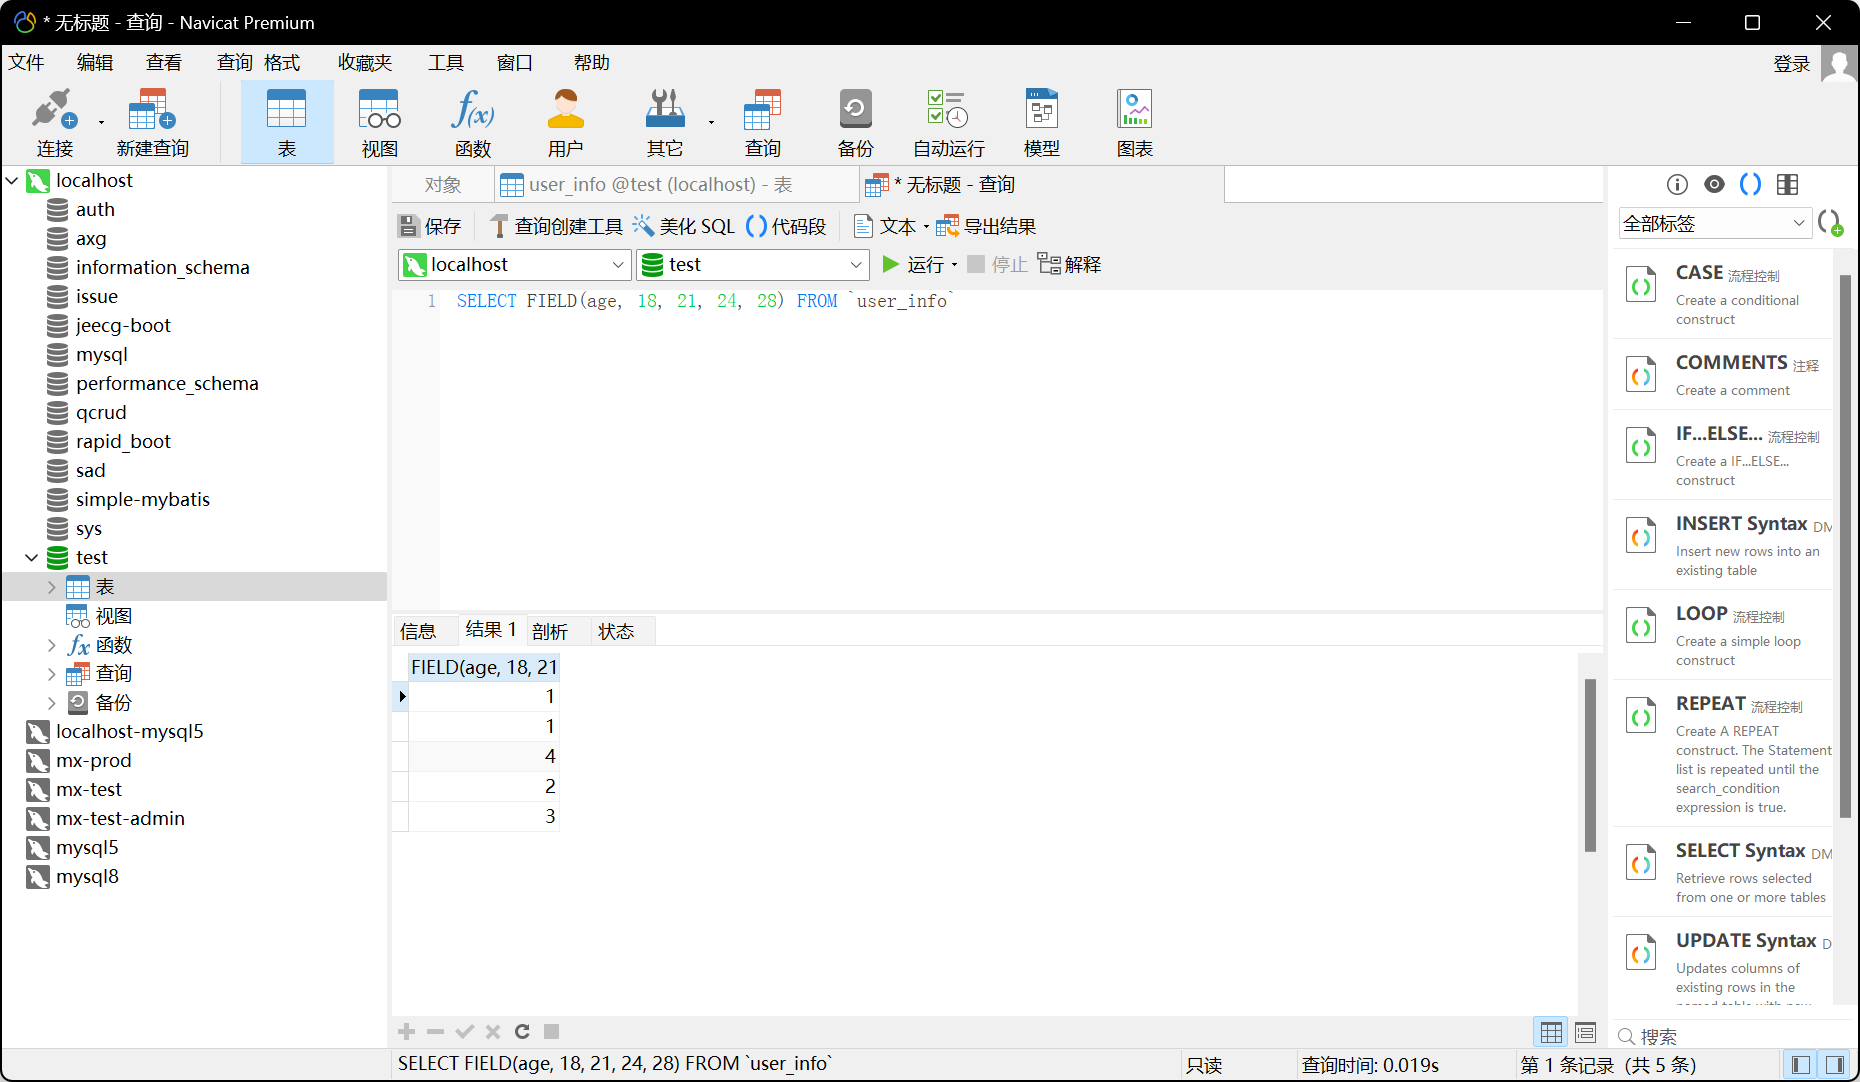 * 无标题 - 查询 - Navicat Premium
文件 编辑 查看 查询 格式 收藏夹 工具 窗口 帮助 登录
连接 新建查询 表 视图 函数 用户 其它 查询 备份 自动运行 模型 图表
localhost
auth
axg
information_schema
issue
jeecg-boot
mysql
performance_schema
qcrud
rapid_boot
sad
simple-mybatis
sys
test
表
视图
函数
查询
备份
localhost-mysql5
mx-prod
mx-test
mx-test-admin
mysql5
mysql8
对象 user_info @test (localhost) - 表 * 无标题 - 查询
保存 查询创建工具 美化 SQL 代码段 文本 导出结果
localhost test 运行 停止 解释
1 SELECT FIELD(age, 18, 21, 24, 28) FROM `user_info`
信息 结果 1 剖析 状态
FIELD(age, 18, 21
1
1
4
2
3
全部标签
CASE 流程控制
Create a conditional
construct
COMMENTS 注释
Create a comment
IF...ELSE... 流程控制
Create a IF...ELSE...
construct
INSERT Syntax DM
Insert new rows into an
existing table
LOOP 流程控制
Create a simple loop
construct
REPEAT 流程控制
Create A REPEAT
construct. The Statement
list is repeated until the
search_condition
expression is true.
SELECT Syntax DM
Retrieve rows selected
from one or more tables
UPDATE Syntax D
Updates columns of
existing rows in the
named table with new
搜索
SELECT FIELD(age, 18, 21, 24, 28) FROM `user_info` 只读 查询时间: 0.019s 第 1 条记录 (共 5 条)